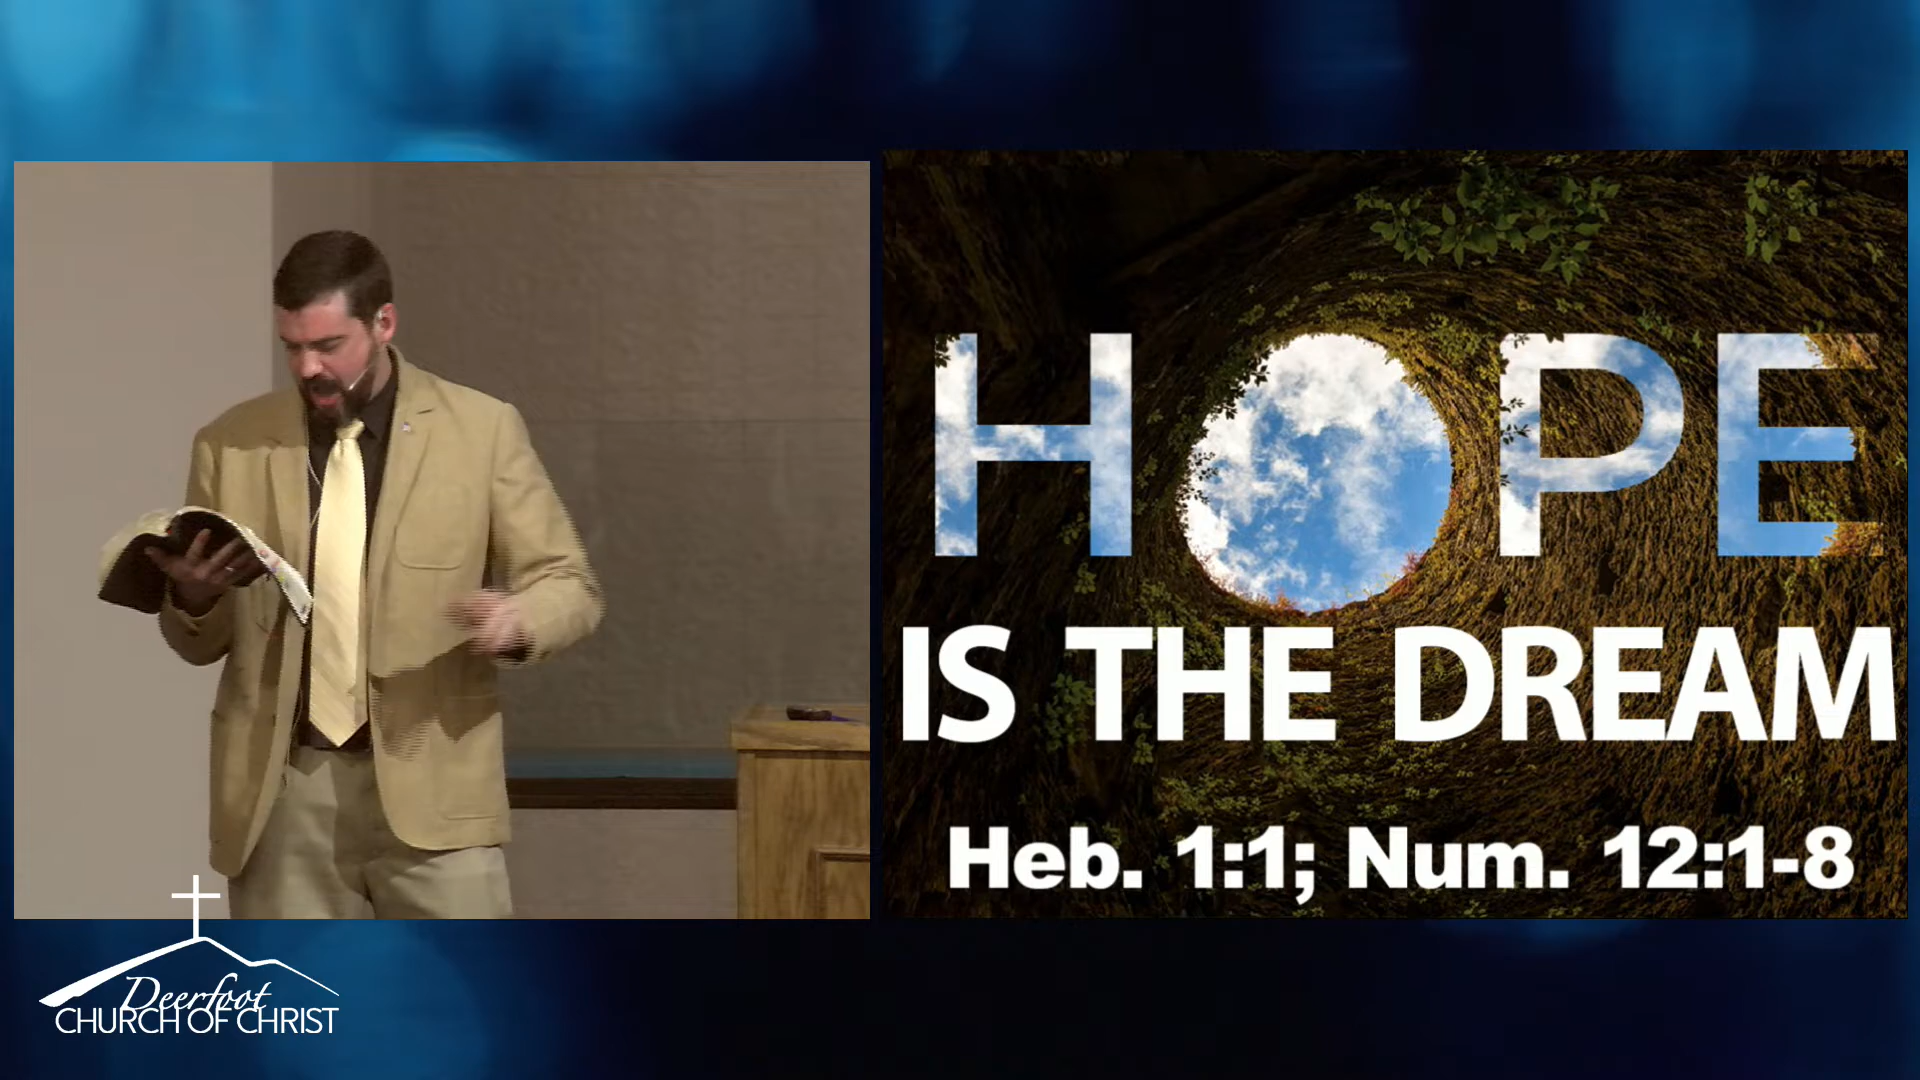 HOPE
IS THE DREAM
Heb. 1:1; Num. 12:1-8
Deerfoot
CHURCH OF CHRIST